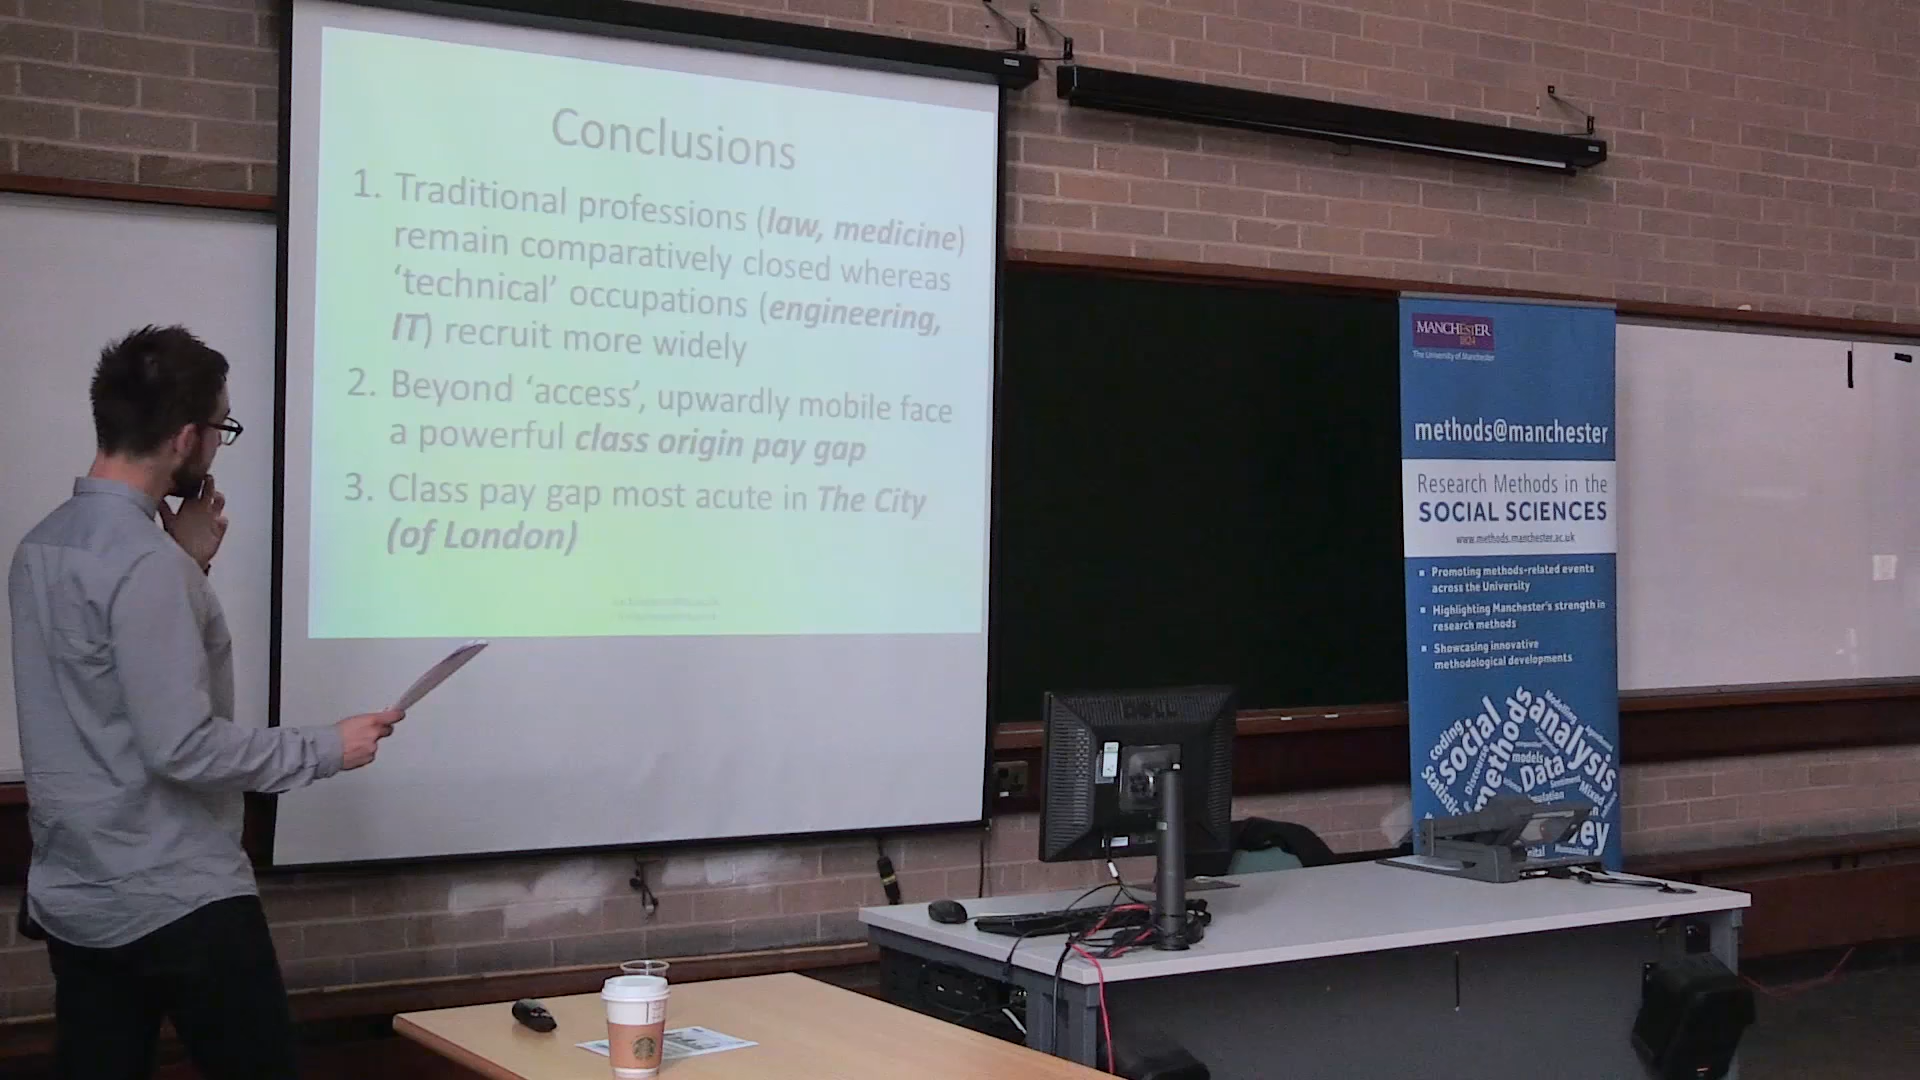 Conclusions
1. Traditional professions (law, medicine)
remain comparatively closed whereas
‘technical’ occupations (engineering,
IT) recruit more widely
2. Beyond ‘access’, upwardly mobile face
a powerful class origin pay gap
3. Class pay gap most acute in The City
(of London)
MANCHESTER
1824
The University of Manchester
methods@manchester
Research Methods in the
SOCIAL SCIENCES
www.methods.manchester.ac.uk
▪ Promoting methods-related events
across the University
▪ Highlighting Manchester's strength in
research methods
▪ Showcasing innovative
methodological developments
coding
Social
methods
analysis
Modelling
models
Data
Mixed
DELL